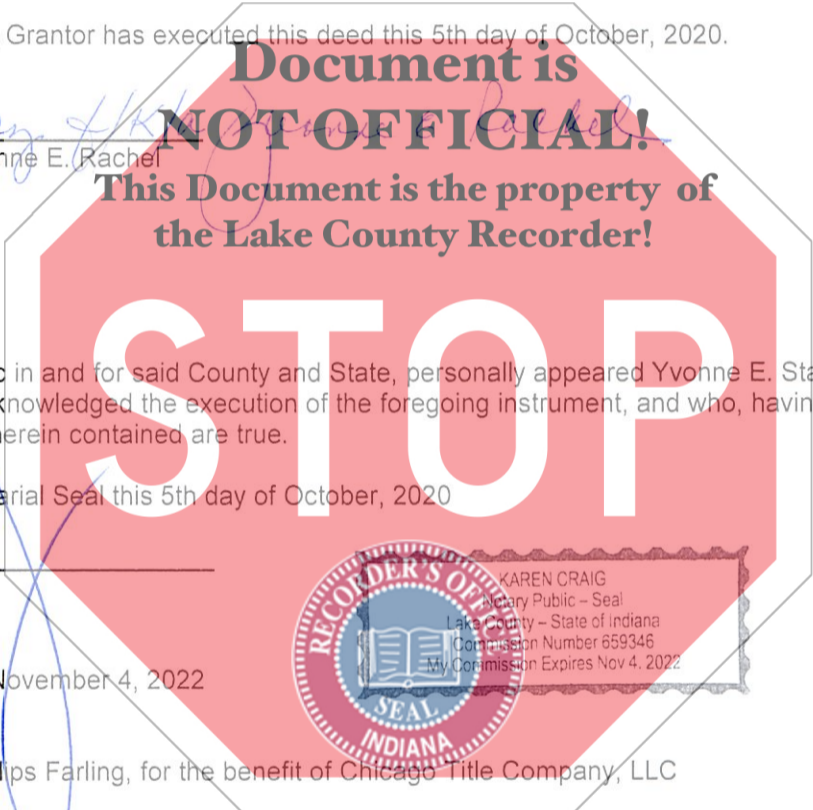 Grantor has executed this deed this 5th day of October, 2020.
Document is
NOT OFFICIAL!
f/k/a Yvonne E. Rachel
nne E. Rachel
This Document is the property of
the Lake County Recorder!
STOP
c in and for said County and State, personally appeared Yvonne E. Sta
knowledged the execution of the foregoing instrument, and who, havin
erein contained are true.
arial Seal this 5th day of October, 2020
KAREN CRAIG
Notary Public – Seal
Lake County – State of Indiana
Commission Number 659346
My Commission Expires Nov 4. 2022
RECORDER'S OFFICE
SEAL
INDIANA
November 4, 2022
lips Farling, for the benefit of Chicago Title Company, LLC